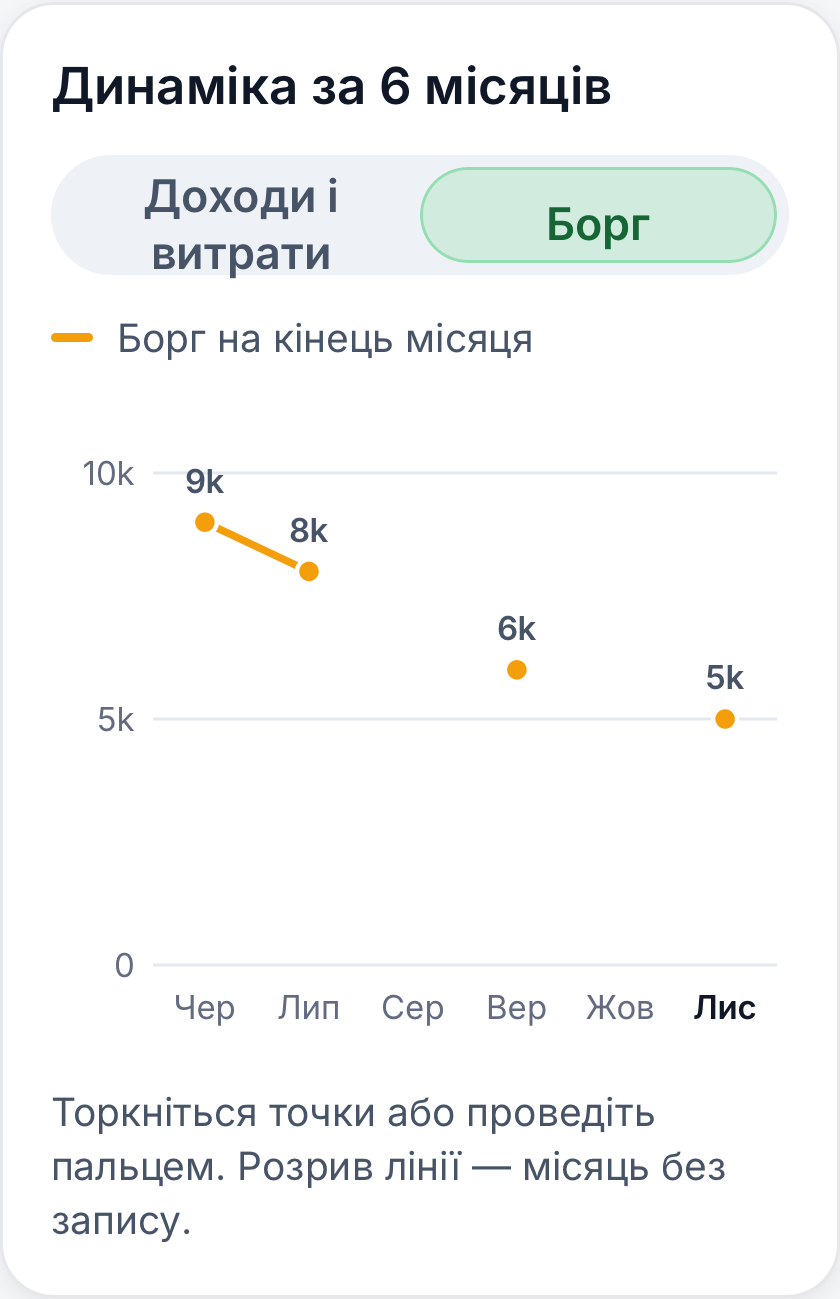 Динаміка за 6 місяців
Доходи і
витрати
Борг
Борг на кінець місяця
10k
9k
8k
6k
5k
5k
0
Чер Лип Сер Вер Жов Лис
Торкніться точки або проведіть
пальцем. Розрив лінії — місяць без
запису.